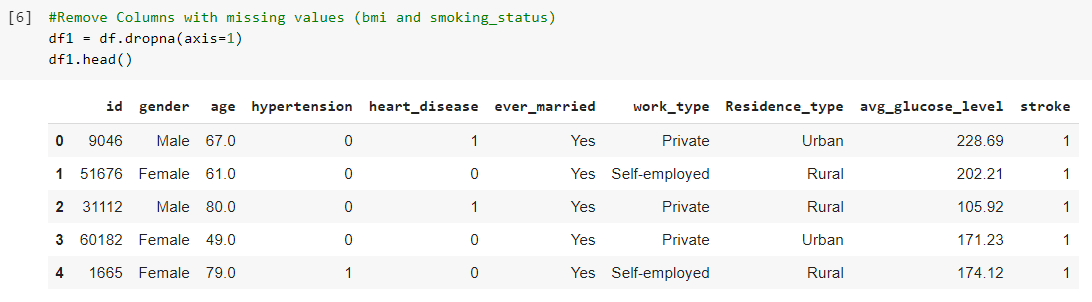 [6] #Remove Columns with missing values (bmi and smoking_status)
df1 = df.dropna(axis=1)
df1.head()
id gender age hypertension heart_disease ever_married work_type Residence_type avg_glucose_level stroke
0 9046 Male 67.0 0 1 Yes Private Urban 228.69 1
1 51676 Female 61.0 0 0 Yes Self-employed Rural 202.21 1
2 31112 Male 80.0 0 1 Yes Private Rural 105.92 1
3 60182 Female 49.0 0 0 Yes Private Urban 171.23 1
4 1665 Female 79.0 1 0 Yes Self-employed Rural 174.12 1